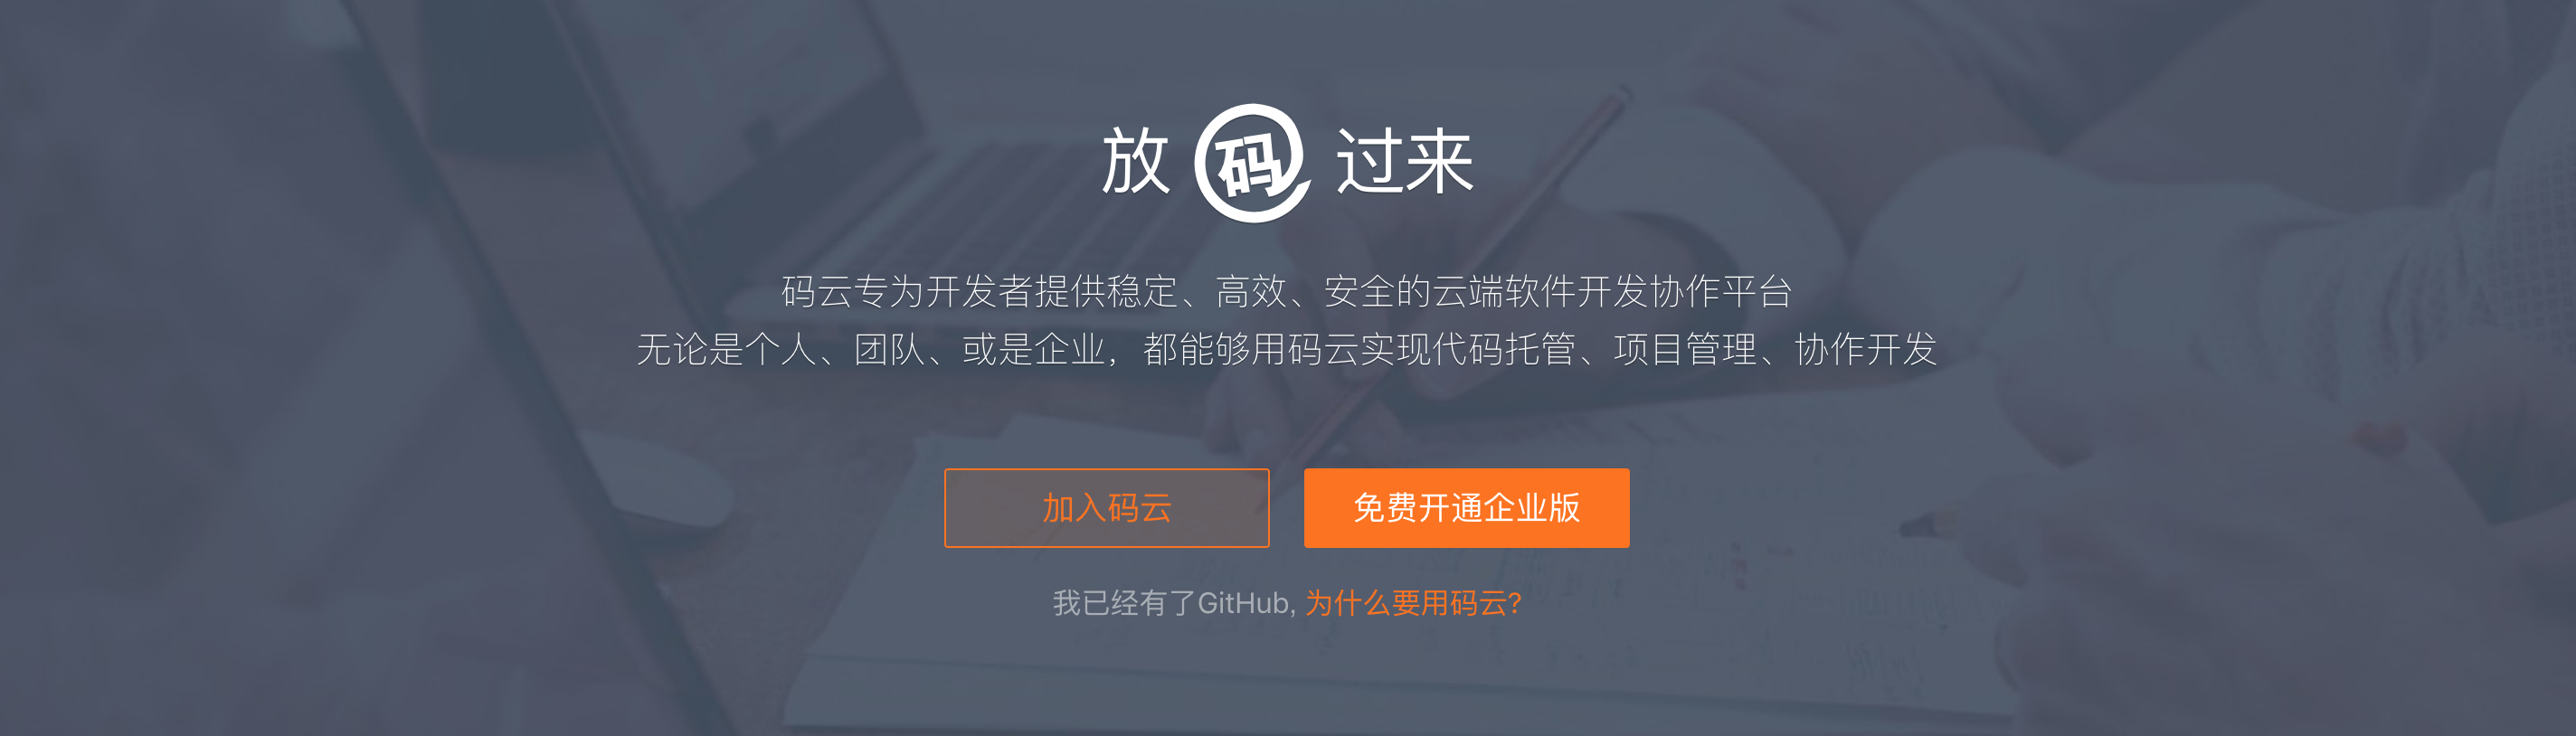 放码过来
码云专为开发者提供稳定、高效、安全的云端软件开发协作平台
无论是个人、团队、或是企业，都能够用码云实现代码托管、项目管理、协作开发
加入码云 免费开通企业版
我已经有了GitHub, 为什么要用码云?